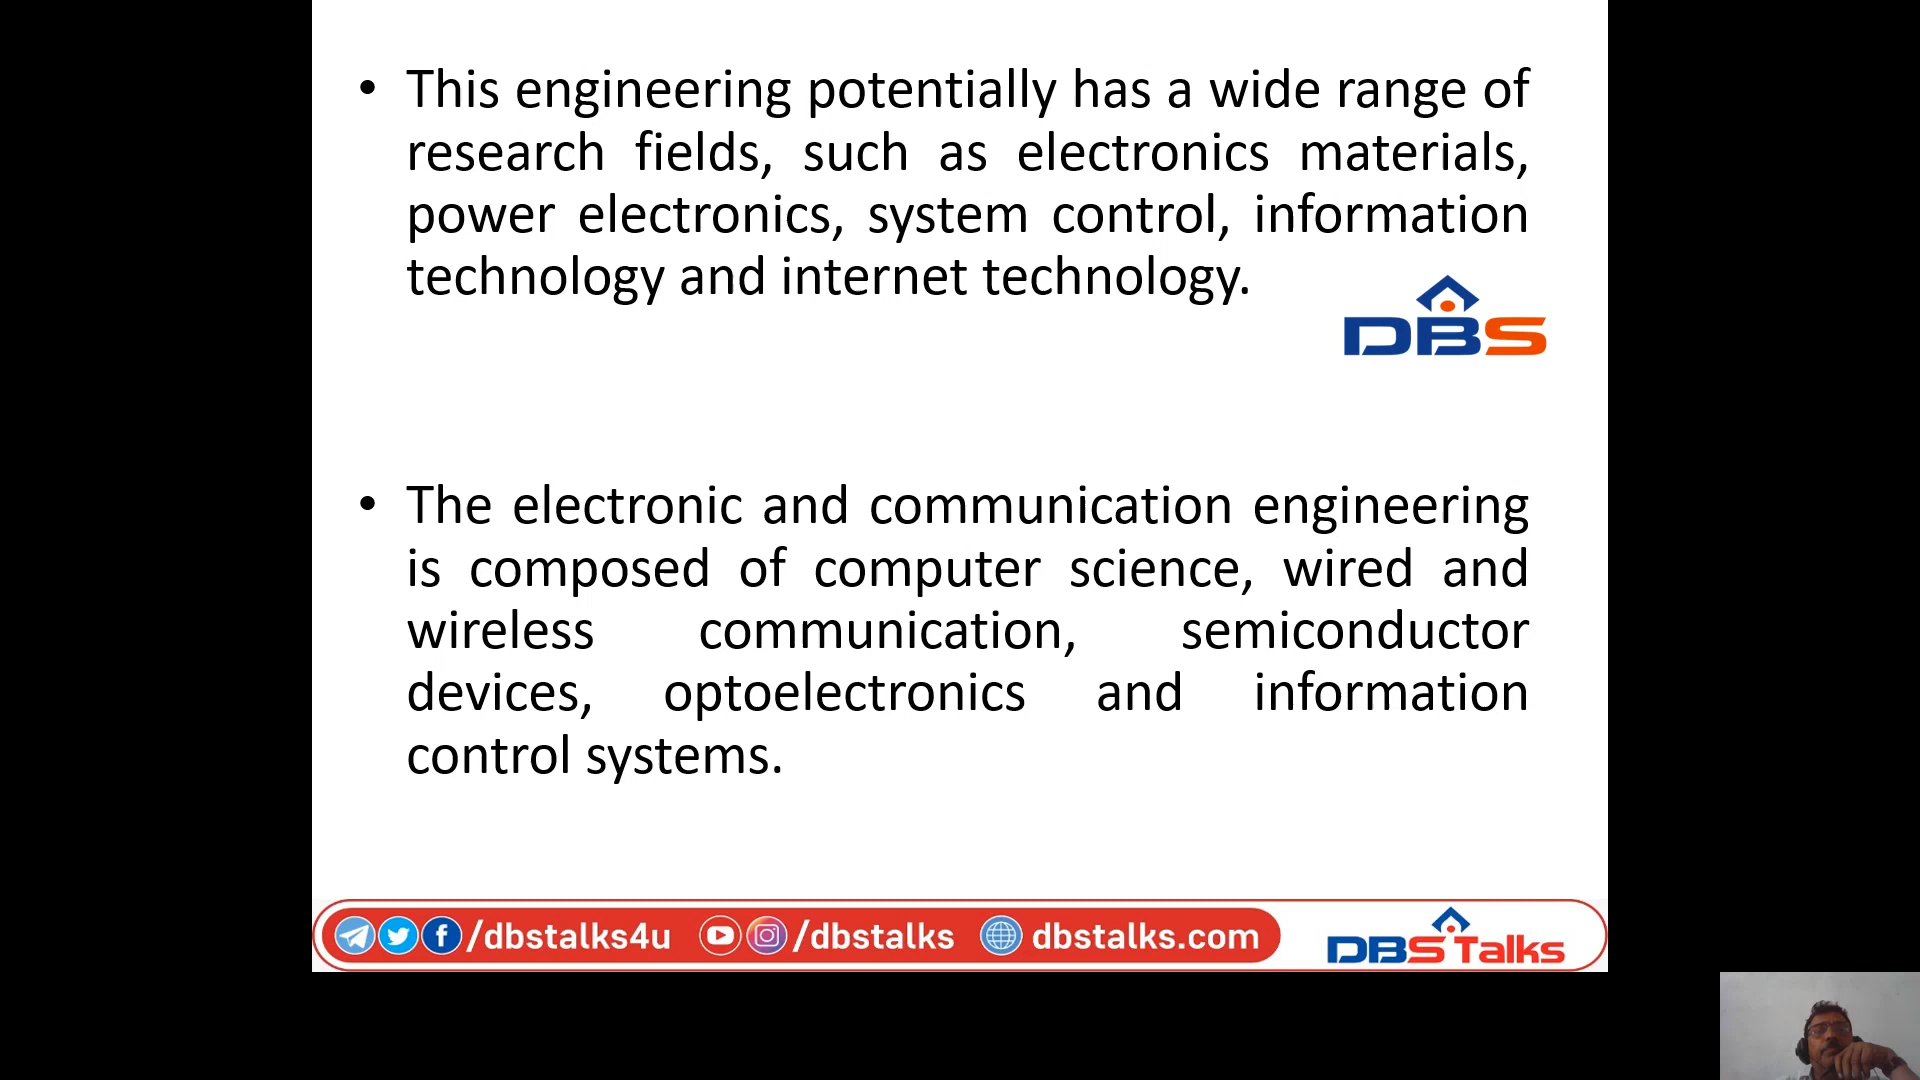 • This engineering potentially has a wide range of
research fields, such as electronics materials,
power electronics, system control, information
technology and internet technology.
DBS
• The electronic and communication engineering
is composed of computer science, wired and
wireless communication, semiconductor
devices, optoelectronics and information
control systems.
/dbstalks4u /dbstalks dbstalks.com DBS Talks